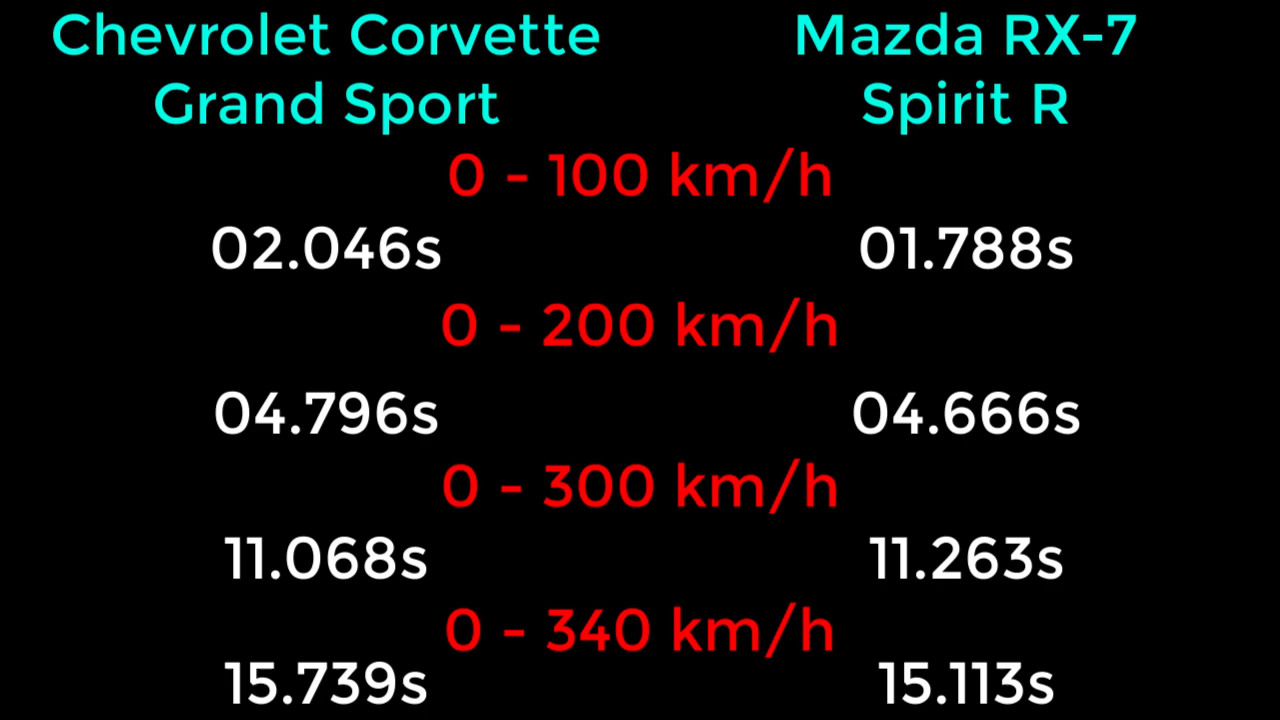 Chevrolet Corvette
Grand Sport
Mazda RX-7
Spirit R
0 - 100 km/h
02.046s
01.788s
0 - 200 km/h
04.796s
04.666s
0 - 300 km/h
11.068s
11.263s
0 - 340 km/h
15.739s
15.113s